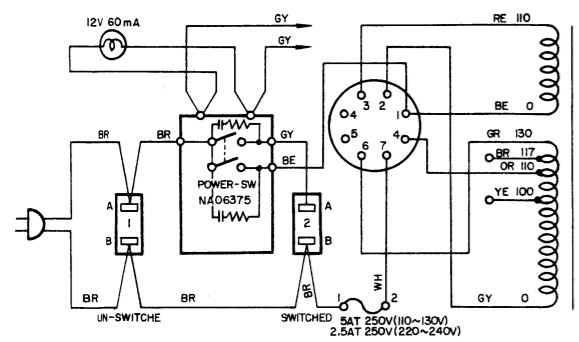 12V 60mA
GY
GY
RE 110
3 2
4 1
5 4
6 7
BE 0
GR 130
BR 117
OR 110
YE 100
GY 0
BR
BR
BR
GY
BE
POWER-SW
NA06375
A
1
B
A
2
B
BR
BR
BR
WH
1 2
UN-SWITCHE
SWITCHED
5AT 250V(110~130V)
2.5AT 250V(220~240V)